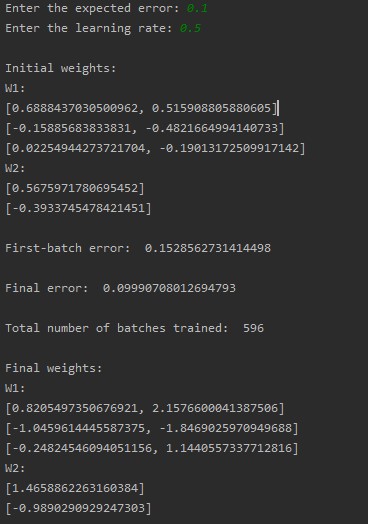 Enter the expected error: 0.1
Enter the learning rate: 0.5
Initial weights:
W1:
[0.6888437030500962, 0.515908805880605]
[-0.15885683833831, -0.4821664994140733]
[0.02254944273721704, -0.19013172509917142]
W2:
[0.5675971780695452]
[-0.3933745478421451]
First-batch error:  0.1528562731414498
Final error:  0.09990708012694793
Total number of batches trained:  596
Final weights:
W1:
[0.8205497350676921, 2.1576600041387506]
[-1.0459614445587375, -1.8469025970949688]
[-0.24824546094051156, 1.1440557337712816]
W2:
[1.4658862263160384]
[-0.9890290929247303]